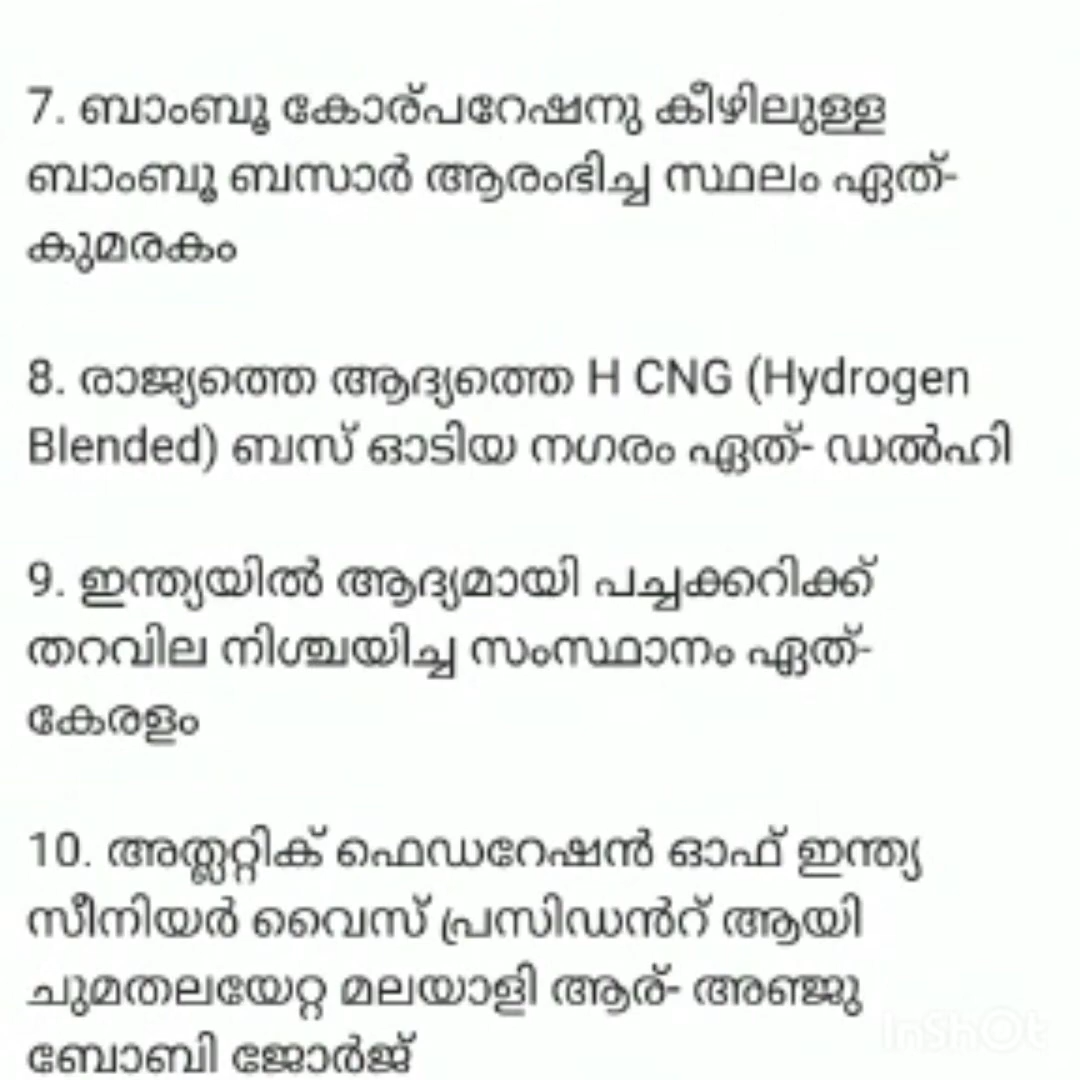 7. ബാംബൂ കോര്പറേഷനു കീഴിലുള്ള
ബാംബൂ ബസാർ ആരംഭിച്ച സ്ഥലം ഏത്-
കുമരകം
8. രാജ്യത്തെ ആദ്യത്തെ H CNG (Hydrogen
Blended) ബസ് ഓടിയ നഗരം ഏത്- ഡൽഹി
9. ഇന്ത്യയിൽ ആദ്യമായി പച്ചക്കറിക്ക്
തറവില നിശ്ചയിച്ച സംസ്ഥാനം ഏത്-
കേരളം
10. അത്ലറ്റിക് ഫെഡറേഷൻ ഓഫ് ഇന്ത്യ
സീനിയർ വൈസ് പ്രസിഡൻറ് ആയി
ചുമതലയേറ്റ മലയാളി ആര്- അഞ്ജു
ബോബി ജോർജ്
InShOt